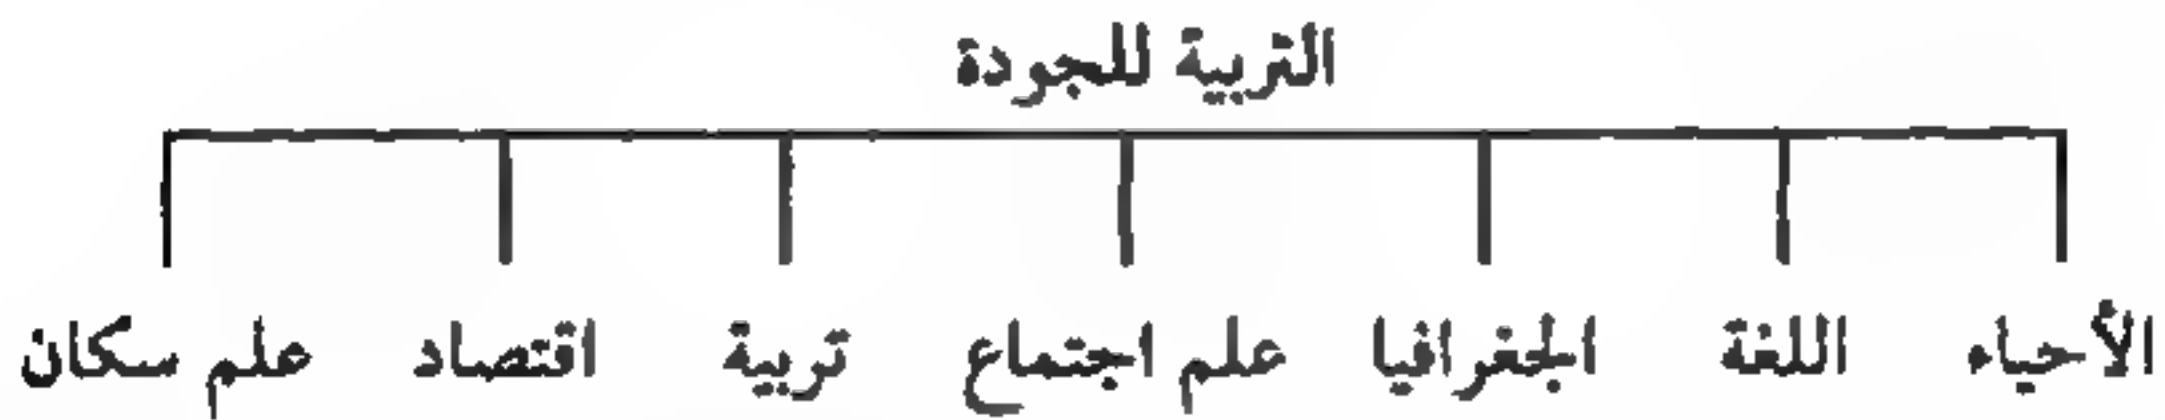 التربية للجودة
الأحياء اللغة الجغرافيا علم اجتماع تربية اقتصاد علم سكان